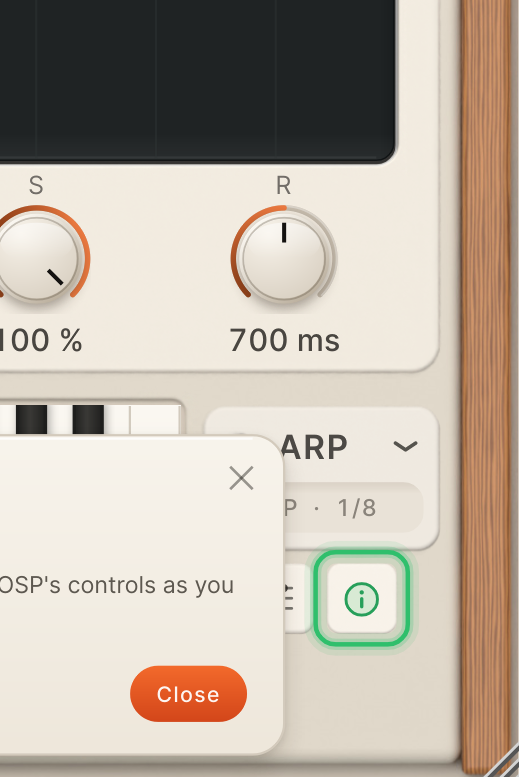 S R
100 % 700 ms
ARP
P · 1/8
OSP's controls as you
Close